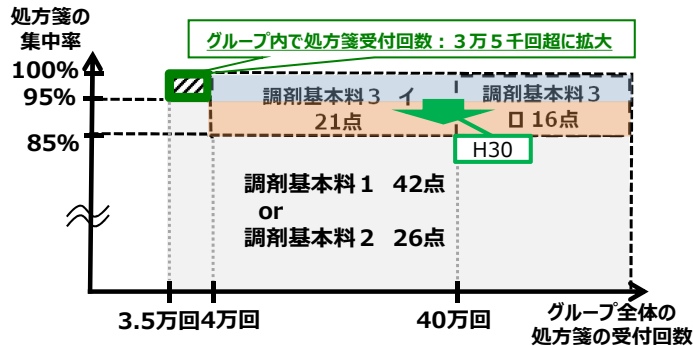 処方箋の
集中率
グループ内で処方箋受付回数：３万５千回超に拡大
100%
95%
85%
調剤基本料３ イ
21点
調剤基本料３
ロ 16点
H30
調剤基本料１ 42点
or
調剤基本料２ 26点
3.5万回
4万回
40万回
グループ全体の
処方箋の受付回数